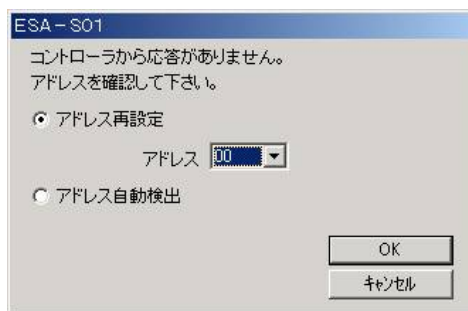 ESA-S01
コントローラから応答がありません。
アドレスを確認して下さい。
アドレス再設定
アドレス 00
アドレス自動検出
OK
キャンセル